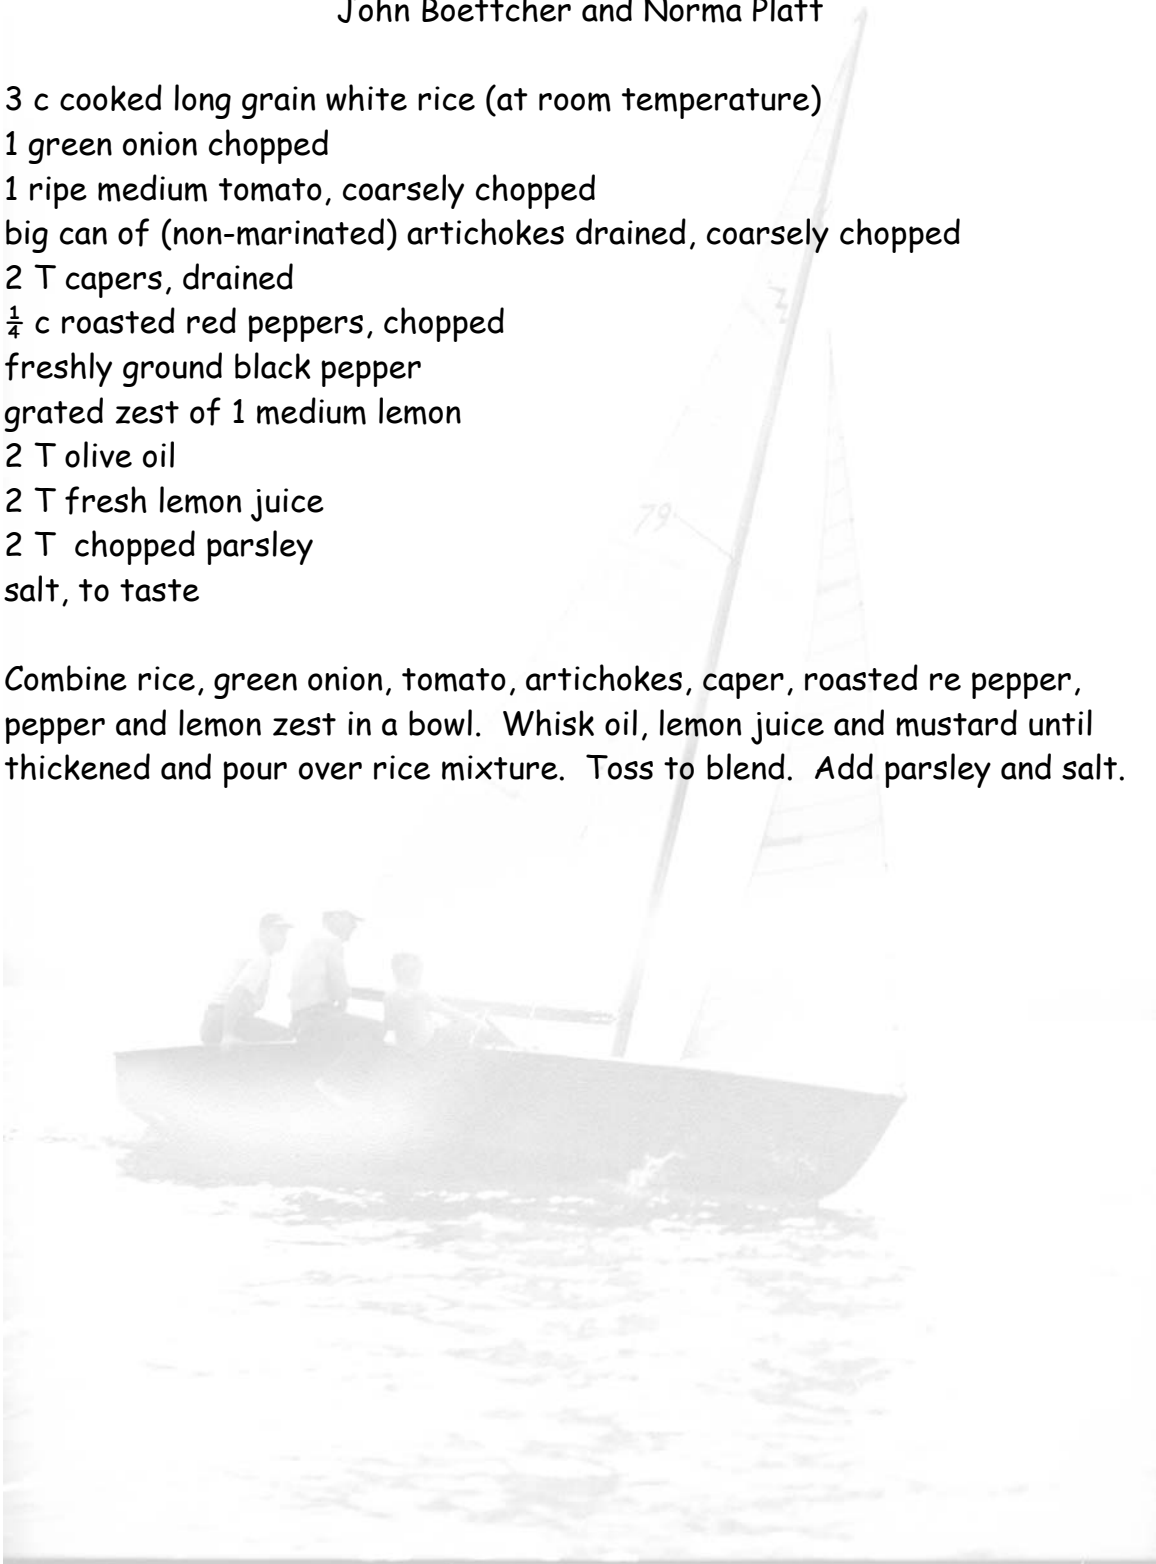 John Boettcher and Norma Platt
3 c cooked long grain white rice (at room temperature)
1 green onion chopped
1 ripe medium tomato, coarsely chopped
big can of (non-marinated) artichokes drained, coarsely chopped
2 T capers, drained
¼ c roasted red peppers, chopped
freshly ground black pepper
grated zest of 1 medium lemon
2 T olive oil
2 T fresh lemon juice
2 T  chopped parsley
salt, to taste
Combine rice, green onion, tomato, artichokes, caper, roasted re pepper,
pepper and lemon zest in a bowl.  Whisk oil, lemon juice and mustard until
thickened and pour over rice mixture.  Toss to blend.  Add parsley and salt.
79